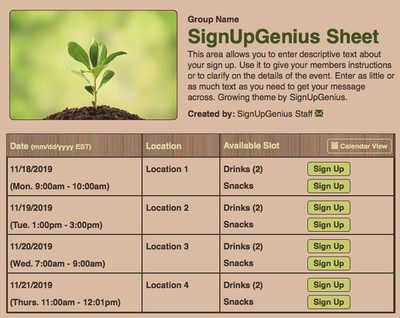 Group Name
SignUpGenius Sheet
This area allows you to enter descriptive text about
your sign up. Use it to give your members instructions
or to clarify on the details of the event. Enter as little or
as much text as you need to get your message
across. Growing theme by SignUpGenius.
Created by: SignUpGenius Staff
Date (mm/dd/yyyy EST) Location Available Slot Calendar View
11/18/2019 Location 1 Drinks (2) Sign Up
(Mon. 9:00am - 10:00am) Snacks Sign Up
11/19/2019 Location 2 Drinks (2) Sign Up
(Tue. 1:00pm - 3:00pm) Snacks Sign Up
11/20/2019 Location 3 Drinks (2) Sign Up
(Wed. 7:00am - 9:00am) Snacks Sign Up
11/21/2019 Location 4 Drinks (2) Sign Up
(Thurs. 11:00am - 12:01pm) Snacks Sign Up